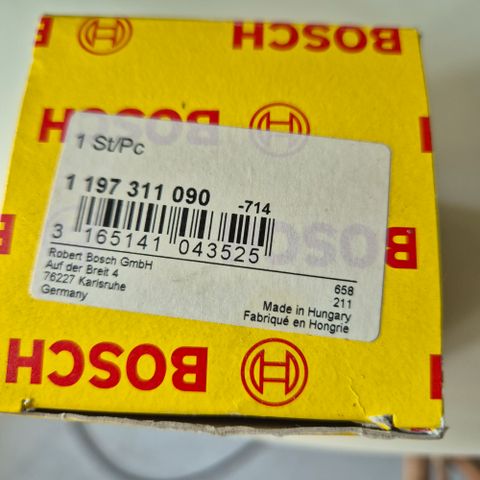 BOSCH
BOSCH
1 St/Pc
1 197 311 090
-714
3 165141 043525
Robert Bosch GmbH
Auf der Breit 4
76227 Karlsruhe
Germany
658
211
Made in Hungary
Fabriqué en Hongrie
BOSCH
BOSCH